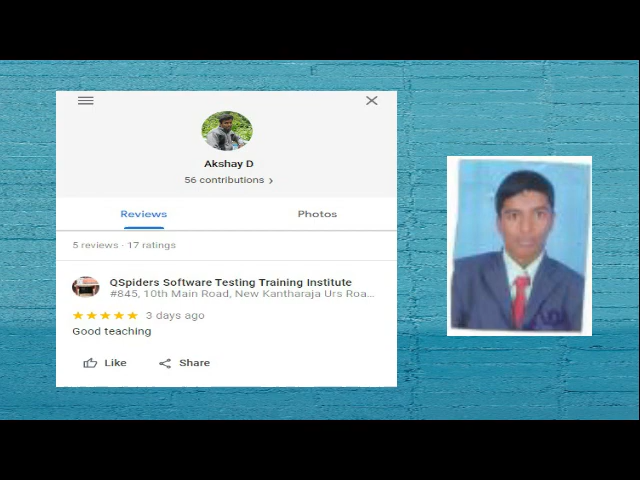 Akshay D
56 contributions
Reviews Photos
5 reviews · 17 ratings
QSpiders Software Testing Training Institute
#845, 10th Main Road, New Kantharaja Urs Roa...
3 days ago
Good teaching
Like Share